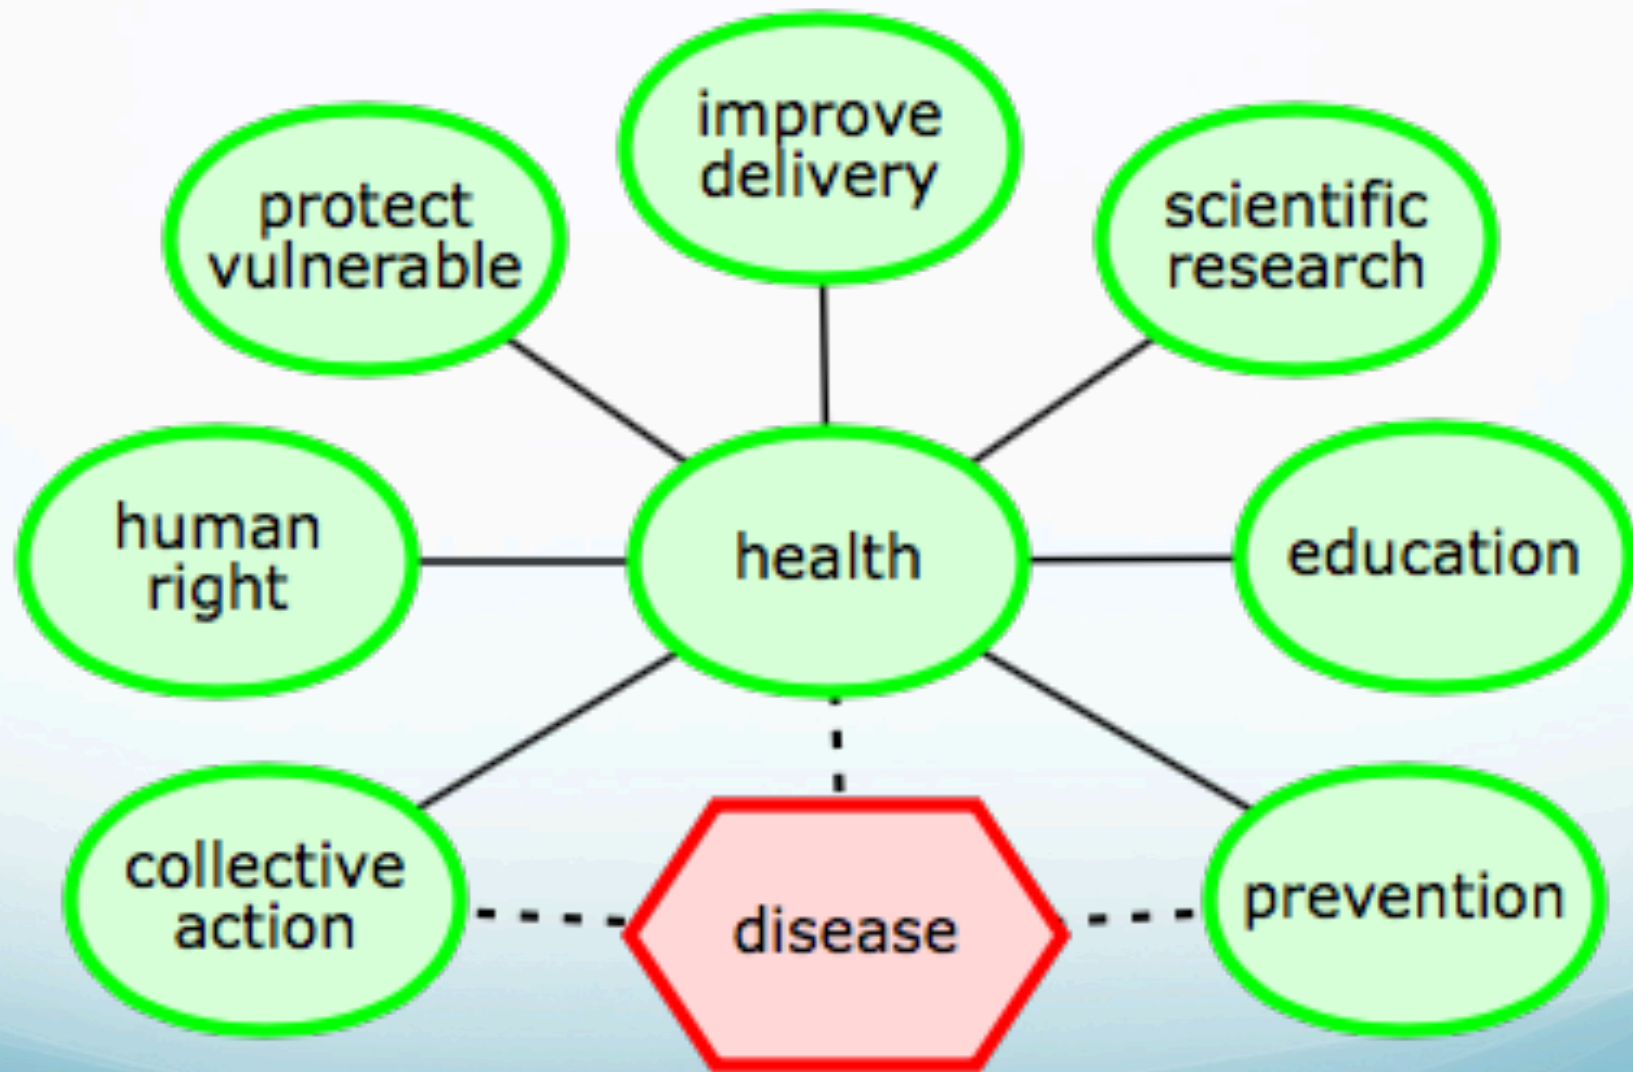 improve
delivery
protect
vulnerable
scientific
research
human
right
health
education
collective
action
disease
prevention